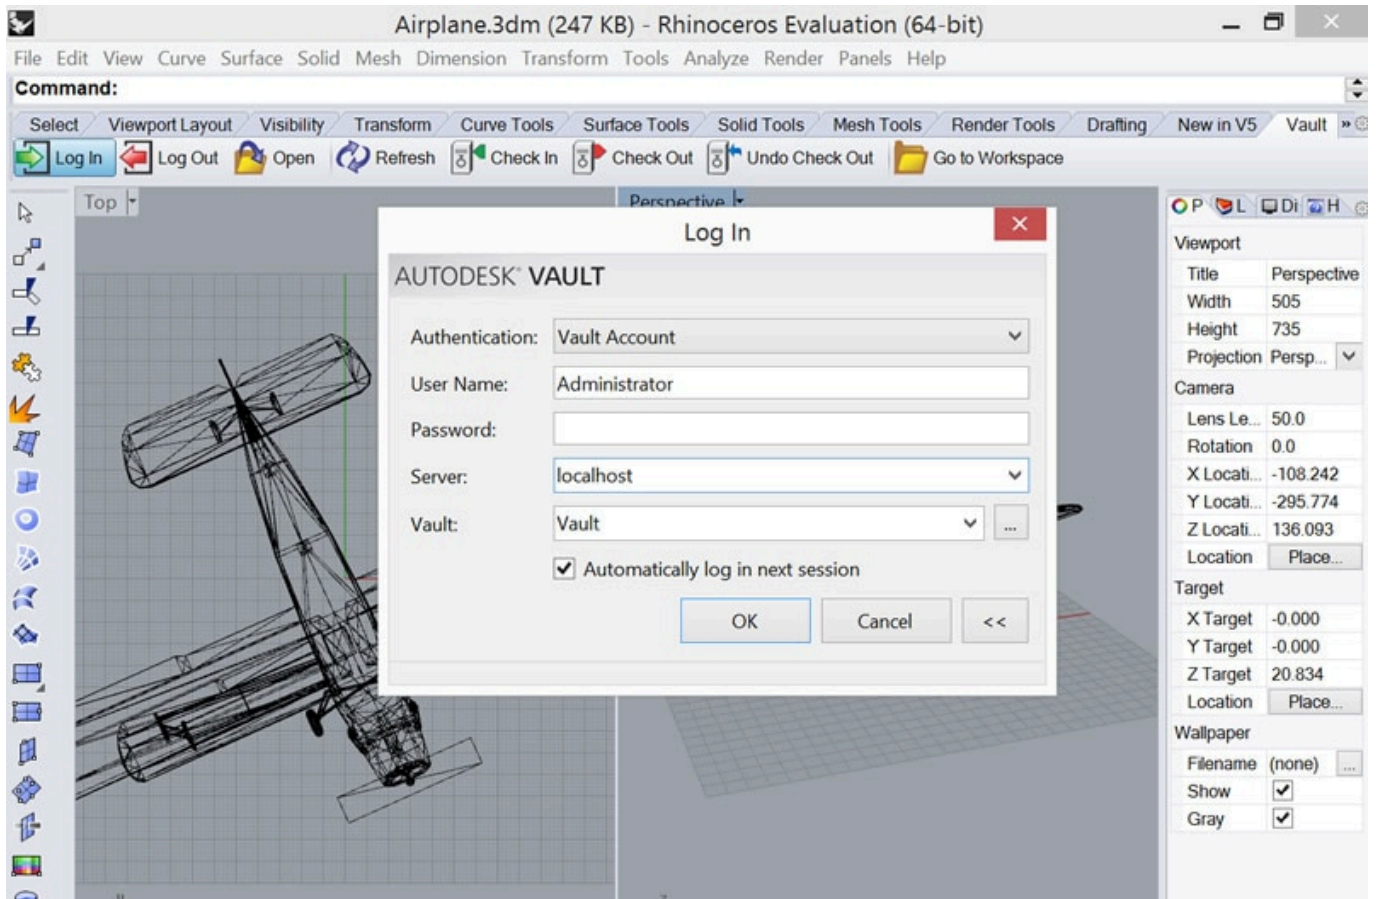 Airplane.3dm (247 KB) - Rhinoceros Evaluation (64-bit)
File Edit View Curve Surface Solid Mesh Dimension Transform Tools Analyze Render Panels Help
Command:
Select Viewport Layout Visibility Transform Curve Tools Surface Tools Solid Tools Mesh Tools Render Tools Drafting New in V5 Vault »
Log In Log Out Open Refresh Check In Check Out Undo Check Out Go to Workspace
Top
Perspective
Log In
AUTODESK® VAULT
Authentication: Vault Account
User Name: Administrator
Password:
Server: localhost
Vault: Vault ...
Automatically log in next session
OK Cancel <<
P L Di H
Viewport
Title Perspective
Width 505
Height 735
Projection Persp...
Camera
Lens Le... 50.0
Rotation 0.0
X Locati... -108.242
Y Locati... -295.774
Z Locati... 136.093
Location Place...
Target
X Target -0.000
Y Target -0.000
Z Target 20.834
Location Place...
Wallpaper
Filename (none) ...
Show
Gray